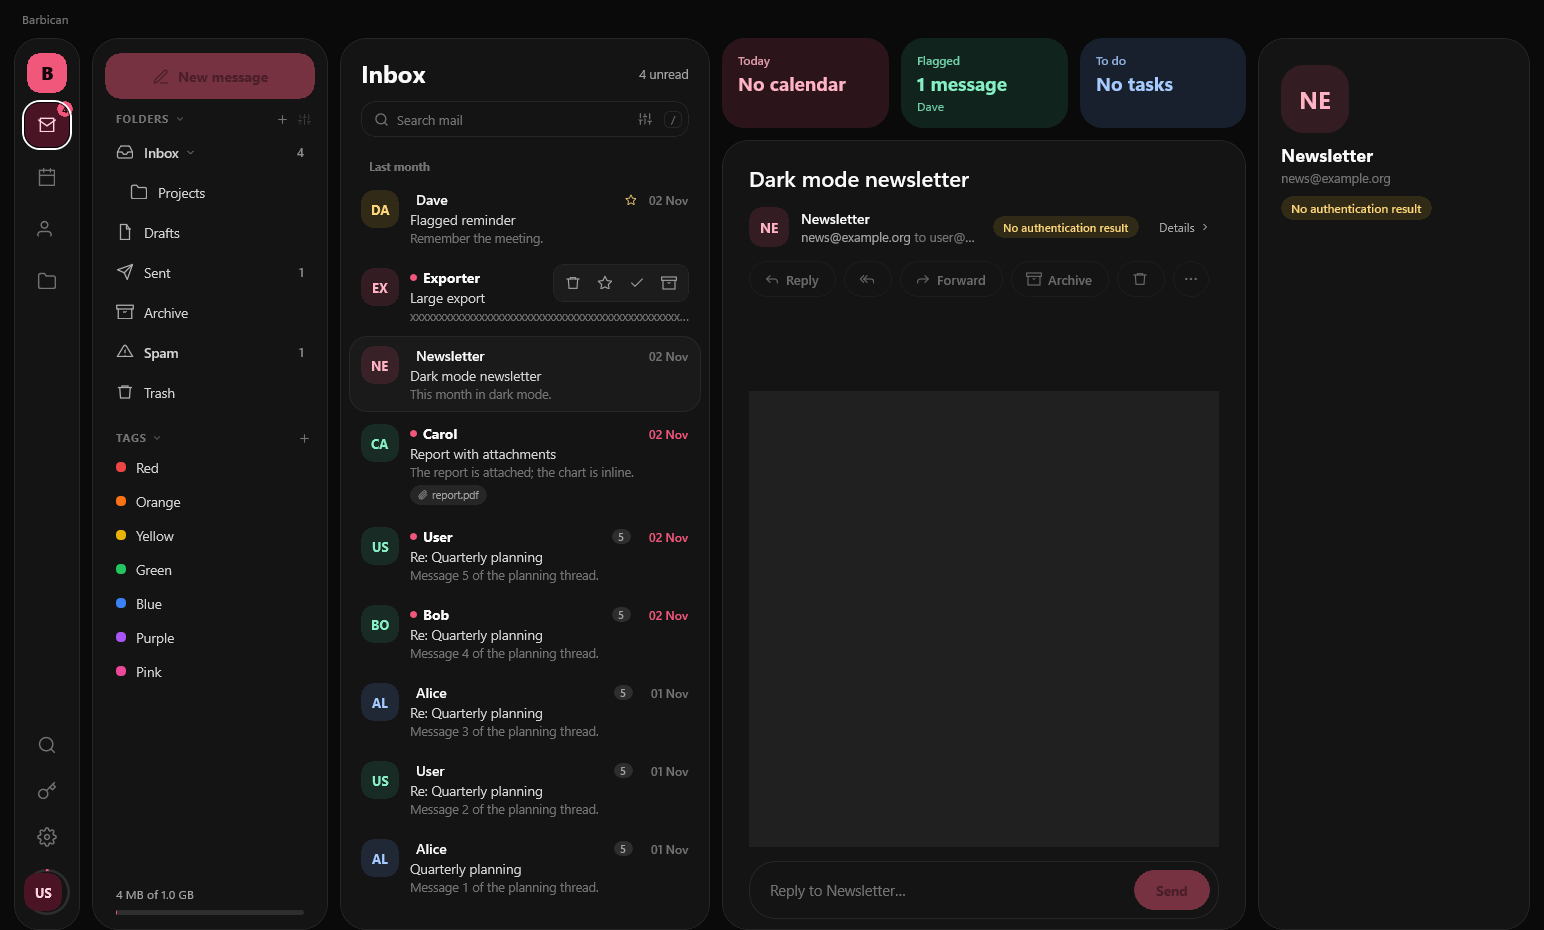 Barbican
B
4
New message
FOLDERS
Inbox 4
Projects
Drafts
Sent 1
Archive
Spam 1
Trash
TAGS
Red
Orange
Yellow
Green
Blue
Purple
Pink
4 MB of 1.0 GB
US
Inbox
4 unread
Search mail /
Last month
DA
Dave 02 Nov
Flagged reminder
Remember the meeting.
EX
Exporter
Large export
NE
Newsletter 02 Nov
Dark mode newsletter
This month in dark mode.
CA
Carol 02 Nov
Report with attachments
The report is attached; the chart is inline.
report.pdf
US
User 5 02 Nov
Re: Quarterly planning
Message 5 of the planning thread.
BO
Bob 5 02 Nov
Re: Quarterly planning
Message 4 of the planning thread.
AL
Alice 5 01 Nov
Re: Quarterly planning
Message 3 of the planning thread.
US
User 5 01 Nov
Re: Quarterly planning
Message 2 of the planning thread.
AL
Alice 5 01 Nov
Quarterly planning
Message 1 of the planning thread.
Today
No calendar
Flagged
1 message
Dave
To do
No tasks
Dark mode newsletter
NE
Newsletter
news@example.org to user@...
No authentication result
Details
Reply
Forward
Archive
Reply to Newsletter...
Send
NE
Newsletter
news@example.org
No authentication result